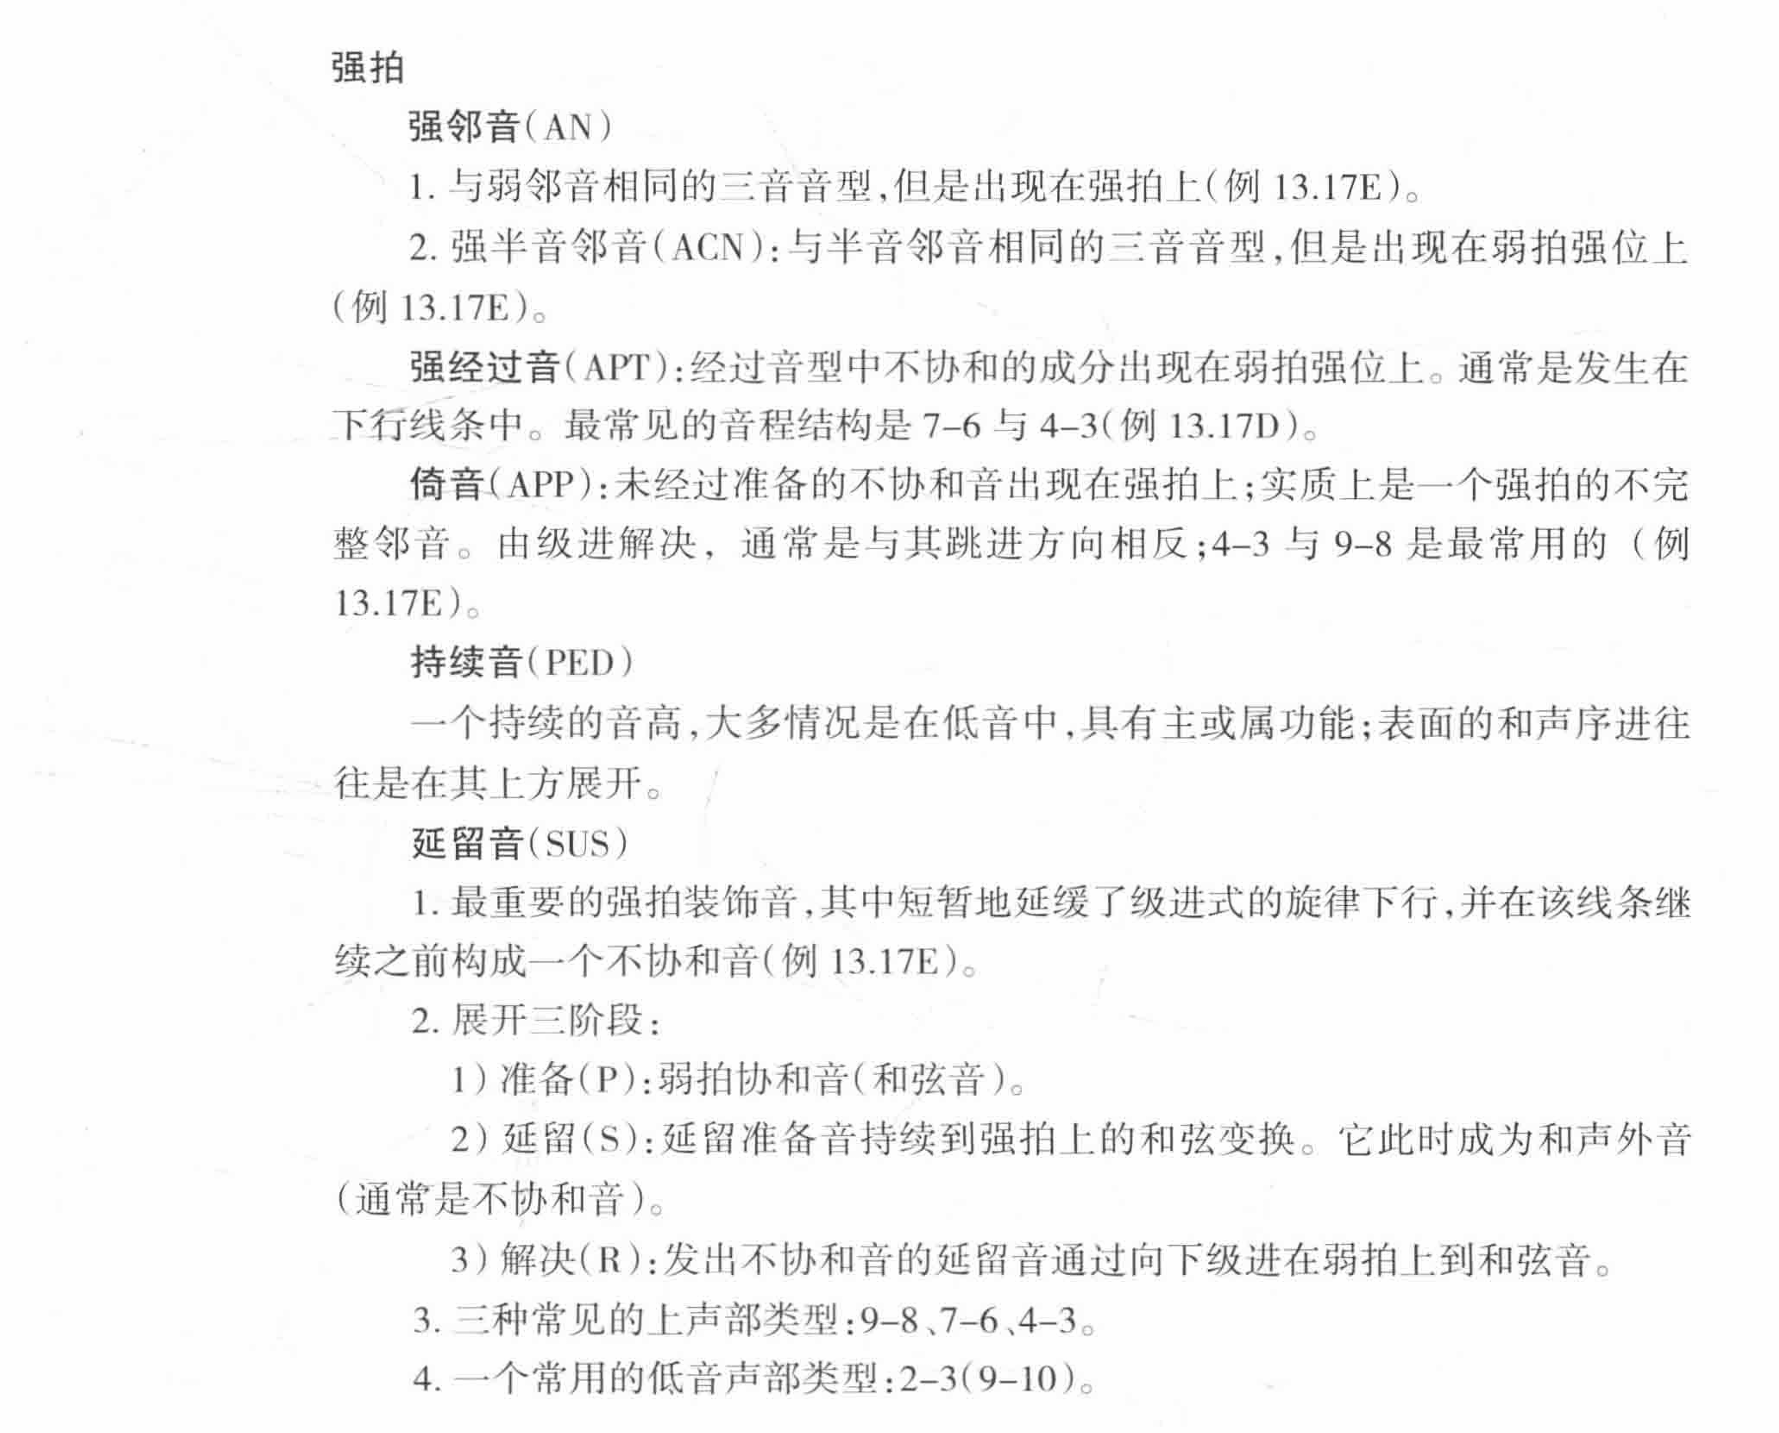 强拍
强邻音(AN)
1. 与弱邻音相同的三音音型,但是出现在强拍上(例 13.17E)。
2. 强半音邻音(ACN):与半音邻音相同的三音音型,但是出现在弱拍强位上
(例 13.17E)。
强经过音(APT):经过音型中不协和的成分出现在弱拍强位上。通常是发生在
下行线条中。最常见的音程结构是 7–6 与 4–3(例 13.17D)。
倚音(APP):未经过准备的不协和音出现在强拍上;实质上是一个强拍的不完
整邻音。由级进解决，通常是与其跳进方向相反;4–3 与 9–8 是最常用的（例
13.17E)。
持续音(PED)
一个持续的音高,大多情况是在低音中,具有主或属功能;表面的和声序进往
往是在其上方展开。
延留音(SUS)
1. 最重要的强拍装饰音,其中短暂地延缓了级进式的旋律下行,并在该线条继
续之前构成一个不协和音(例 13.17E)。
2. 展开三阶段:
1) 准备(P):弱拍协和音(和弦音)。
2) 延留(S):延留准备音持续到强拍上的和弦变换。它此时成为和声外音
(通常是不协和音)。
3) 解决(R):发出不协和音的延留音通过向下级进在弱拍上到和弦音。
3. 三种常见的上声部类型:9–8、7–6、4–3。
4. 一个常用的低音声部类型:2–3(9–10)。